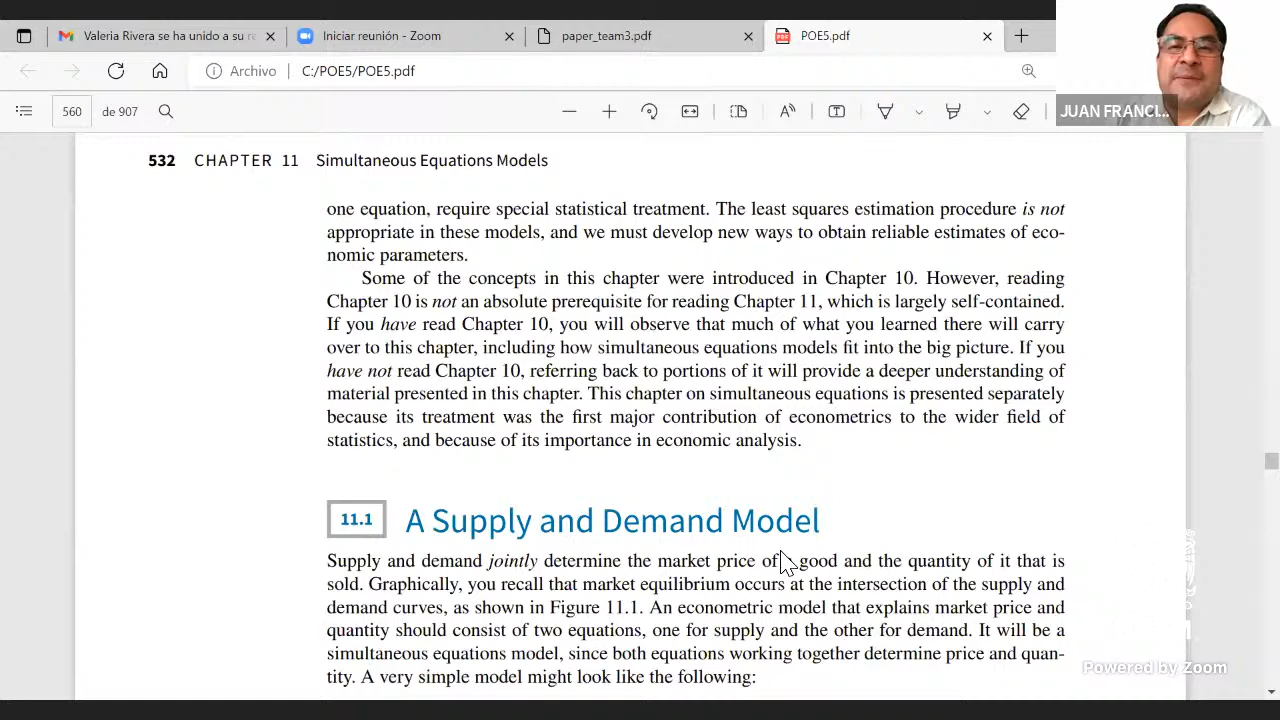 Valeria Rivera se ha unido a su r
Iniciar reunión - Zoom
paper_team3.pdf
POE5.pdf
Archivo
C:/POE5/POE5.pdf
JUAN FRANCI...
560
de 907
532 CHAPTER 11 Simultaneous Equations Models
one equation, require special statistical treatment. The least squares estimation procedure is not
appropriate in these models, and we must develop new ways to obtain reliable estimates of eco-
nomic parameters.
Some of the concepts in this chapter were introduced in Chapter 10. However, reading
Chapter 10 is not an absolute prerequisite for reading Chapter 11, which is largely self-contained.
If you have read Chapter 10, you will observe that much of what you learned there will carry
over to this chapter, including how simultaneous equations models fit into the big picture. If you
have not read Chapter 10, referring back to portions of it will provide a deeper understanding of
material presented in this chapter. This chapter on simultaneous equations is presented separately
because its treatment was the first major contribution of econometrics to the wider field of
statistics, and because of its importance in economic analysis.
11.1 A Supply and Demand Model
Supply and demand jointly determine the market price of good and the quantity of it that is
sold. Graphically, you recall that market equilibrium occurs at the intersection of the supply and
demand curves, as shown in Figure 11.1. An econometric model that explains market price and
quantity should consist of two equations, one for supply and the other for demand. It will be a
simultaneous equations model, since both equations working together determine price and quan-
tity. A very simple model might look like the following:
Powered by Zoom